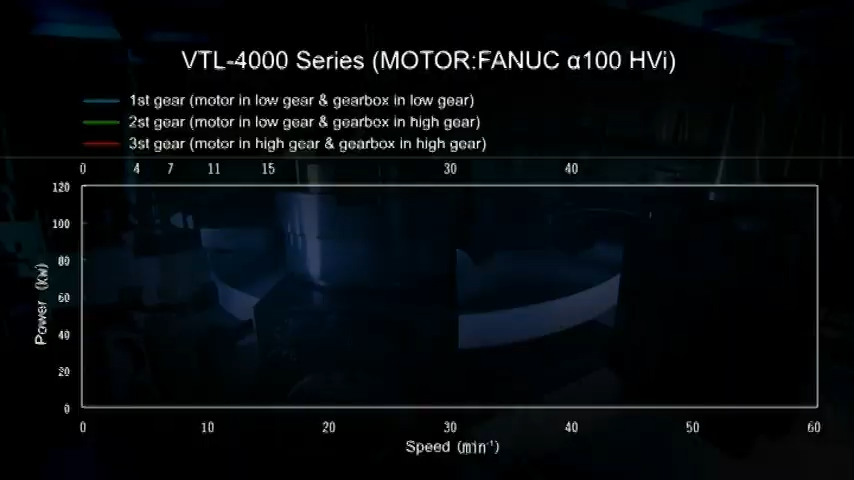 VTL-4000 Series (MOTOR:FANUC α100 HVi)
1st gear (motor in low gear & gearbox in low gear)
2st gear (motor in low gear & gearbox in high gear)
3st gear (motor in high gear & gearbox in high gear)
0 4 7 11 15 30 40
120
100
80
60
40
20
0
Power (KW)
0 10 20 30 40 50 60
Speed (min⁻¹)